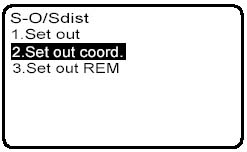 S-O/Sdist
1.Set out
2.Set out coord.
3.Set out REM